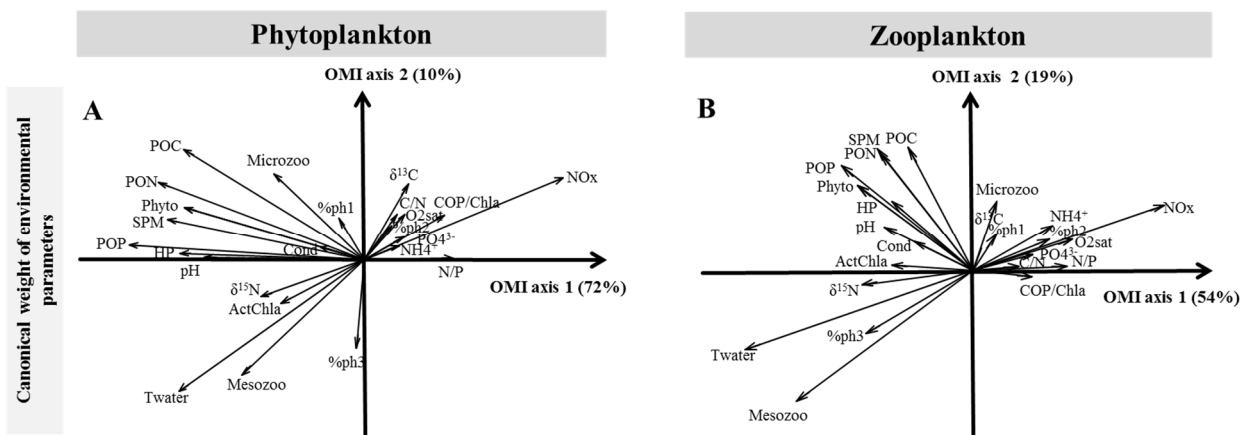 Phytoplankton
Zooplankton
OMI axis 2 (10%)
OMI axis 2 (19%)
Canonical weight of environmental
parameters
A
POC
Microzoo
δ¹³C
NOx
PON
C/N
COP/Chla
Phyto
%ph1
O2sat
SPM
%ph2
PO4³⁻
POP
HP
Cond
NH4⁺
pH
N/P
OMI axis 1 (72%)
δ¹⁵N
ActChla
%ph3
Mesozoo
Twater
B
SPM
POC
PON
POP
Phyto
Microzoo
NOx
HP
δ¹³C
NH4⁺
pH
%ph1
%ph2
Cond
O2sat
PO4³⁻
ActChla
C/N
N/P
δ¹⁵N
COP/Chla
OMI axis 1 (54%)
%ph3
Twater
Mesozoo